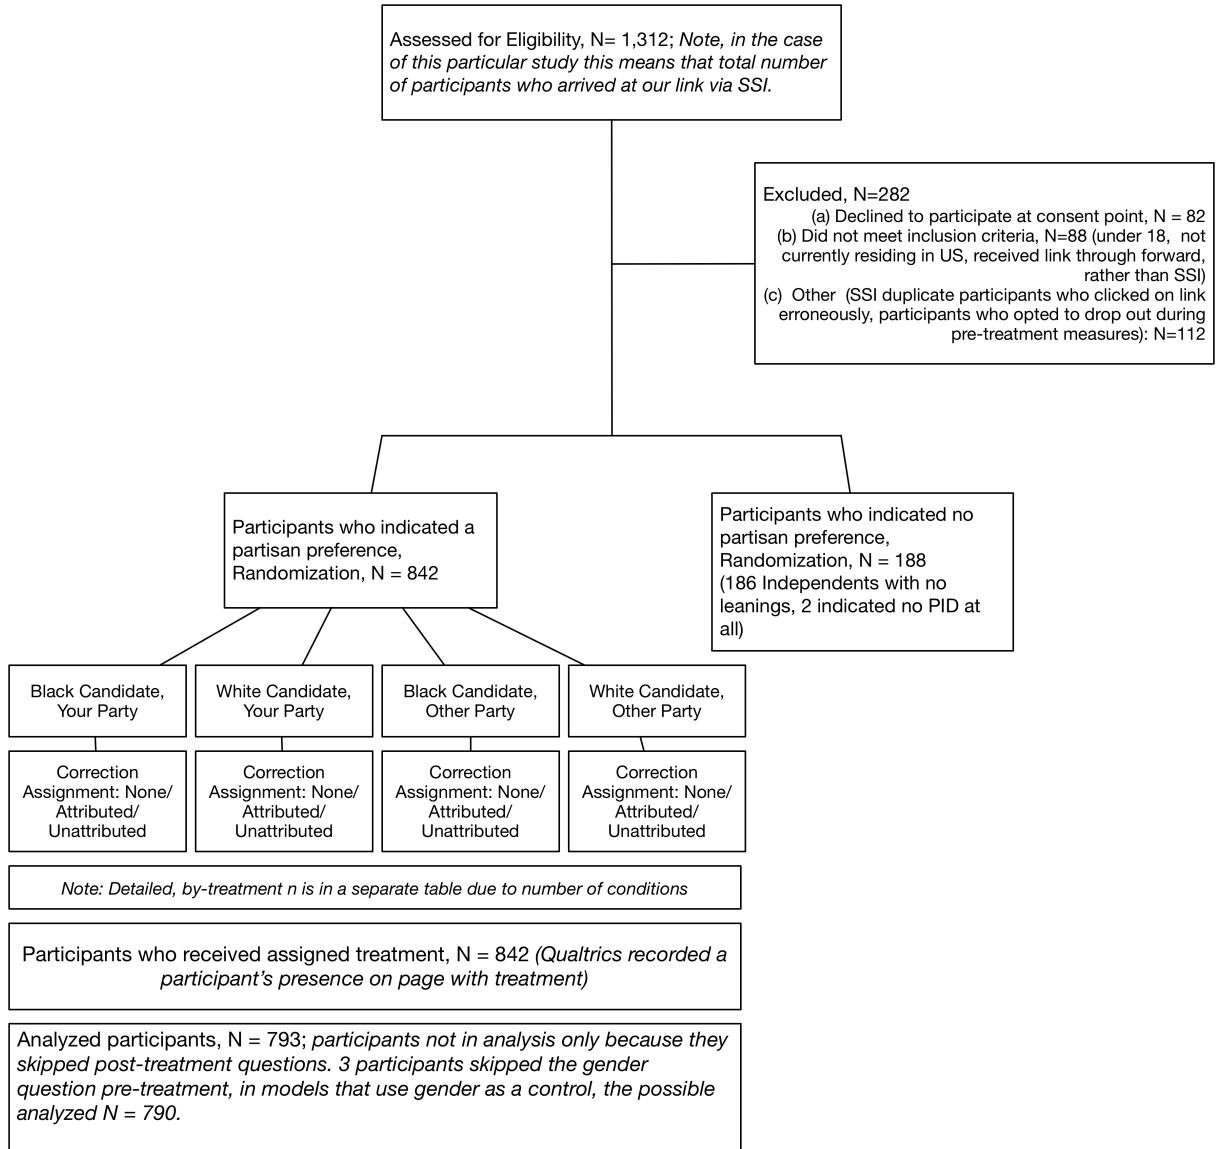 Assessed for Eligibility, N= 1,312; Note, in the case
of this particular study this means that total number
of participants who arrived at our link via SSI.
Excluded, N=282
(a) Declined to participate at consent point, N = 82
(b) Did not meet inclusion criteria, N=88 (under 18, not
currently residing in US, received link through forward,
rather than SSI)
(c) Other (SSI duplicate participants who clicked on link
erroneously, participants who opted to drop out during
pre-treatment measures): N=112
Participants who indicated a
partisan preference,
Randomization, N = 842
Participants who indicated no
partisan preference,
Randomization, N = 188
(186 Independents with no
leanings, 2 indicated no PID at
all)
Black Candidate,
Your Party
White Candidate,
Your Party
Black Candidate,
Other Party
White Candidate,
Other Party
Correction
Assignment: None/
Attributed/
Unattributed
Correction
Assignment: None/
Attributed/
Unattributed
Correction
Assignment: None/
Attributed/
Unattributed
Correction
Assignment: None/
Attributed/
Unattributed
Note: Detailed, by-treatment n is in a separate table due to number of conditions
Participants who received assigned treatment, N = 842 (Qualtrics recorded a
participant's presence on page with treatment)
Analyzed participants, N = 793; participants not in analysis only because they
skipped post-treatment questions. 3 participants skipped the gender
question pre-treatment, in models that use gender as a control, the possible
analyzed N = 790.